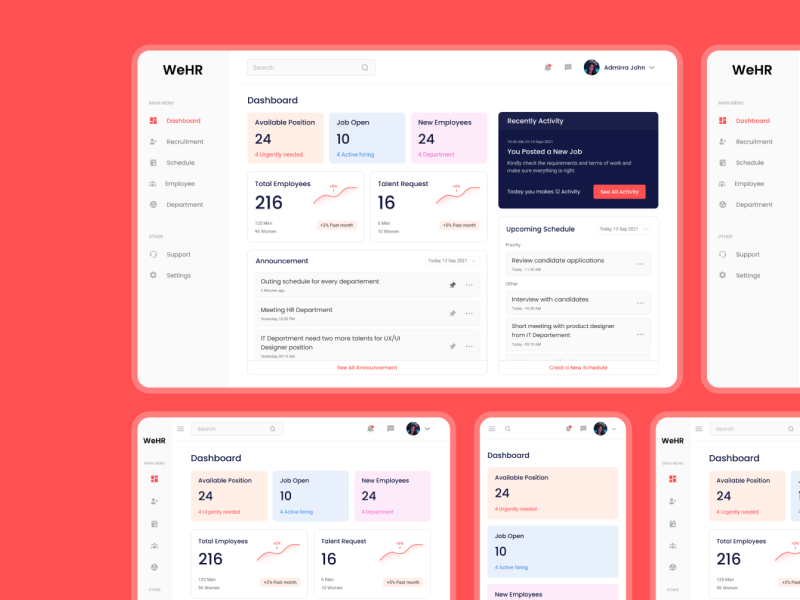 WeHR
Search
Admirra John
MAIN MENU
Dashboard
Recruitment
Schedule
Employee
Department
OTHER
Support
Settings
Dashboard
Available Position
24
4 Urgently needed
Job Open
10
4 Active hiring
New Employees
24
4 Department
Total Employees
216
120 Men
96 Women
+2%
+2% Past month
Talent Request
16
6 Men
10 Women
+5%
+5% Past month
Announcement
Today, 13 Sep 2021
Outing schedule for every departement
5 Minutes ago
Meeting HR Department
Yesterday, 12:30 PM
IT Department need two more talents for UX/UI
Designer position
Yesterday, 09:15 AM
See All Announcement
Recently Activity
10:40 AM, Fri 10 Sept 2021
You Posted a New Job
Kindly check the requirements and terms of work and
make sure everything is right.
Today you makes 12 Activity
See All Activity
Upcoming Schedule
Today, 13 Sep 2021
Priority
Review candidate applications
Today - 11.30 AM
Other
Interview with candidates
Today - 10.30 AM
Short meeting with product designer
from IT Departement
Today - 09.15 AM
Creat a New Schedule
WeHR
MAIN MENU
Dashboard
Recruitment
Schedule
Employee
Department
OTHER
Support
Settings
WeHR
MAIN MENU
OTHER
Search
Dashboard
Available Position
24
4 Urgently needed
Job Open
10
4 Active hiring
New Employees
24
4 Department
Total Employees
216
120 Men
96 Women
+2%
+2% Past month
Talent Request
16
6 Men
10 Women
+5%
+5% Past month
Dashboard
Available Position
24
4 Urgently needed
Job Open
10
4 Active hiring
New Employees
WeHR
MAIN MENU
OTHER
Search
Dashboard
Available Position
24
4 Urgently needed
Total Employees
216
120 Men
96 Women
+2%